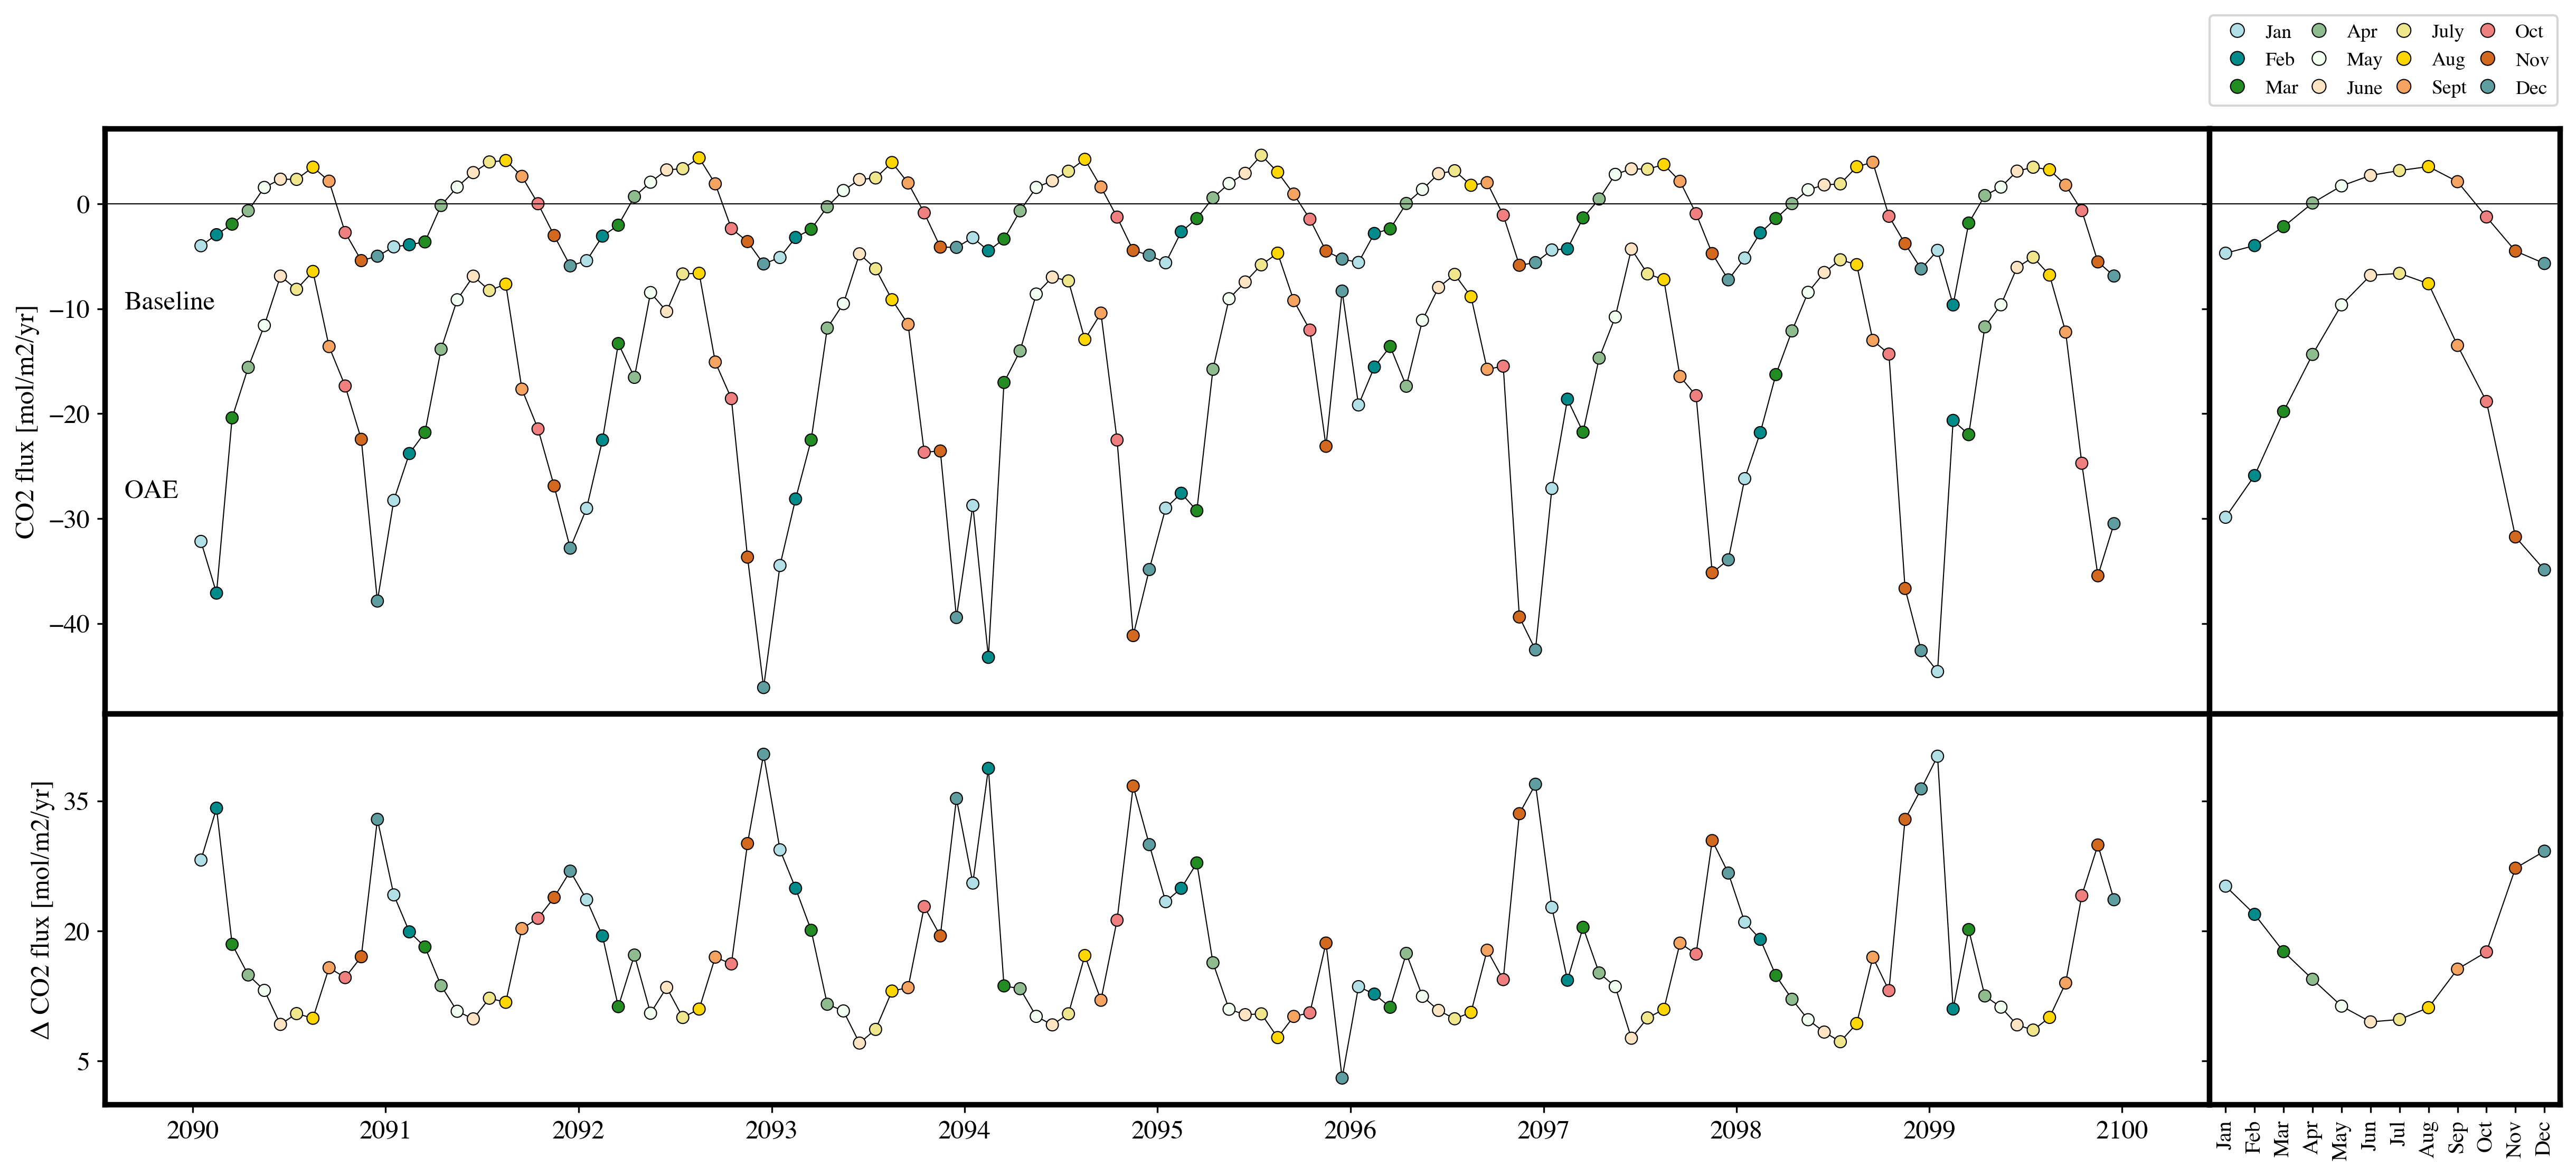 Jan Apr July Oct
Feb May Aug Nov
Mar June Sept Dec
CO2 flux [mol/m2/yr]
0
−10
−20
−30
−40
Baseline
OAE
Δ CO2 flux [mol/m2/yr]
35
20
5
2090 2091 2092 2093 2094 2095 2096 2097 2098 2099 2100
Jan Feb Mar Apr May Jun Jul Aug Sep Oct Nov Dec